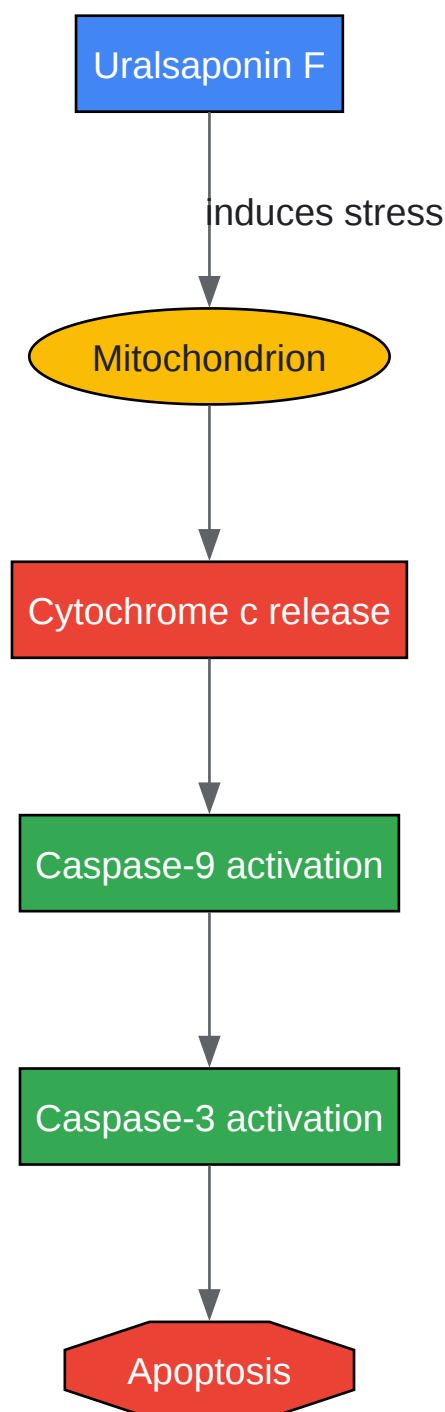 Uralsaponin F
induces stress
Mitochondrion
Cytochrome c release
Caspase-9 activation
Caspase-3 activation
Apoptosis